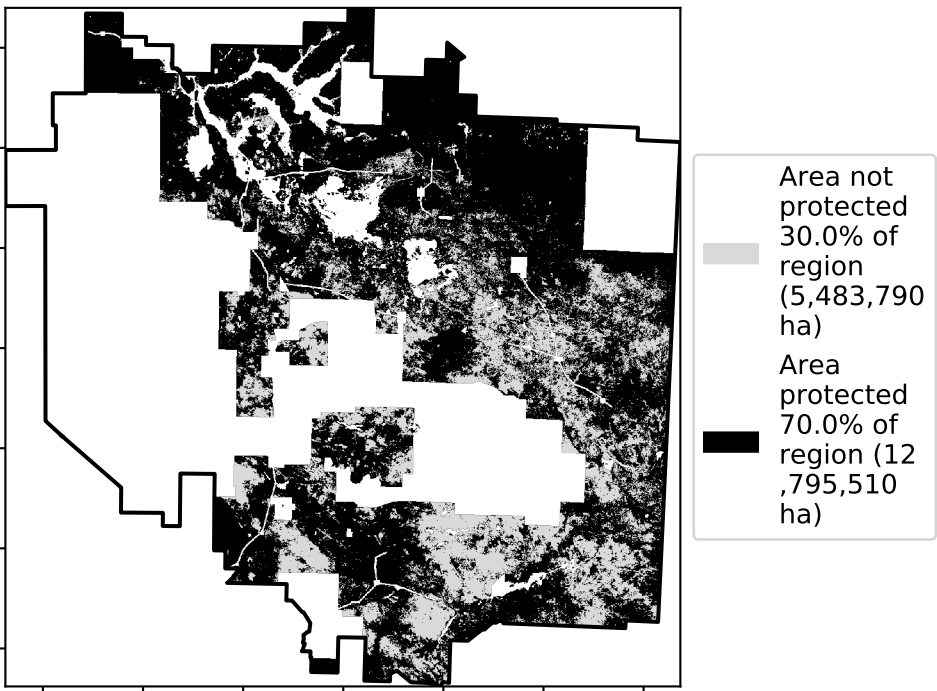 Area not
protected
30.0% of
region
(5,483,790
ha)
Area
protected
70.0% of
region (12
,795,510
ha)